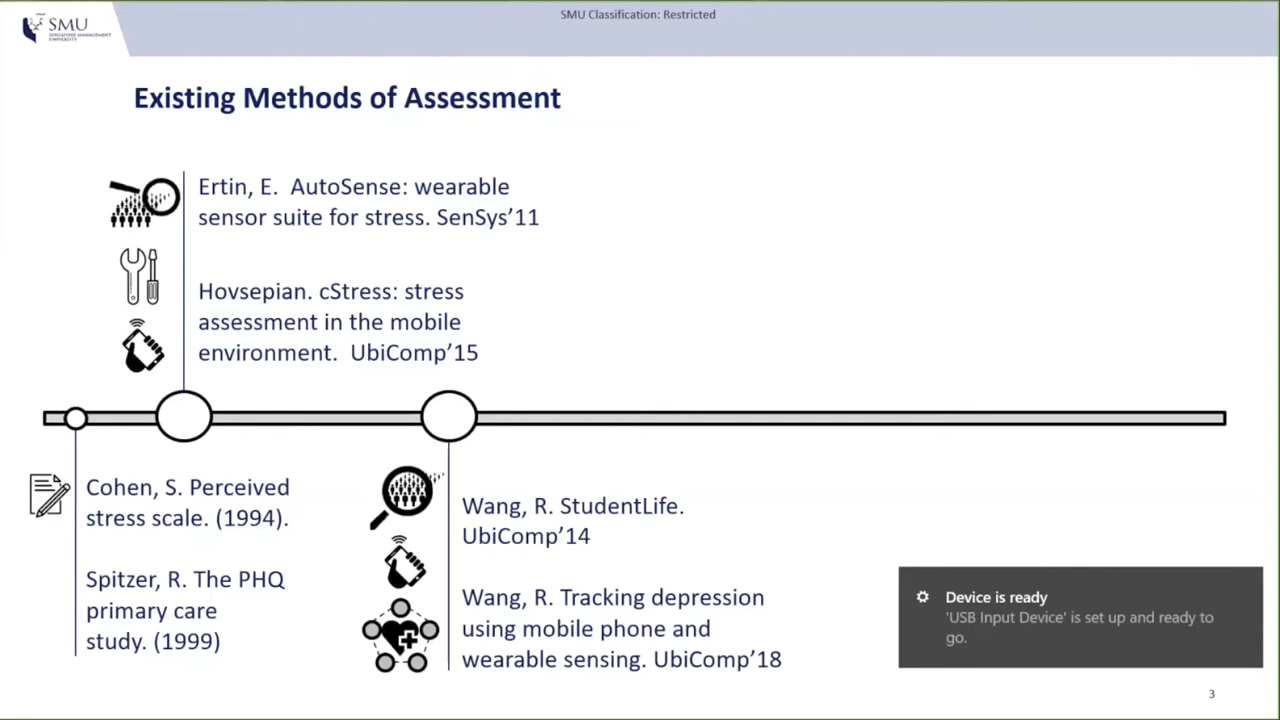 SMU Classification: Restricted
SMU
SINGAPORE MANAGEMENT
UNIVERSITY
Existing Methods of Assessment
Ertin, E. AutoSense: wearable
sensor suite for stress. SenSys’11
Hovsepian. cStress: stress
assessment in the mobile
environment. UbiComp’15
Cohen, S. Perceived
stress scale. (1994).
Spitzer, R. The PHQ
primary care
study. (1999)
Wang, R. StudentLife.
UbiComp’14
Wang, R. Tracking depression
using mobile phone and
wearable sensing. UbiComp’18
Device is ready
'USB Input Device' is set up and ready to
go.
3